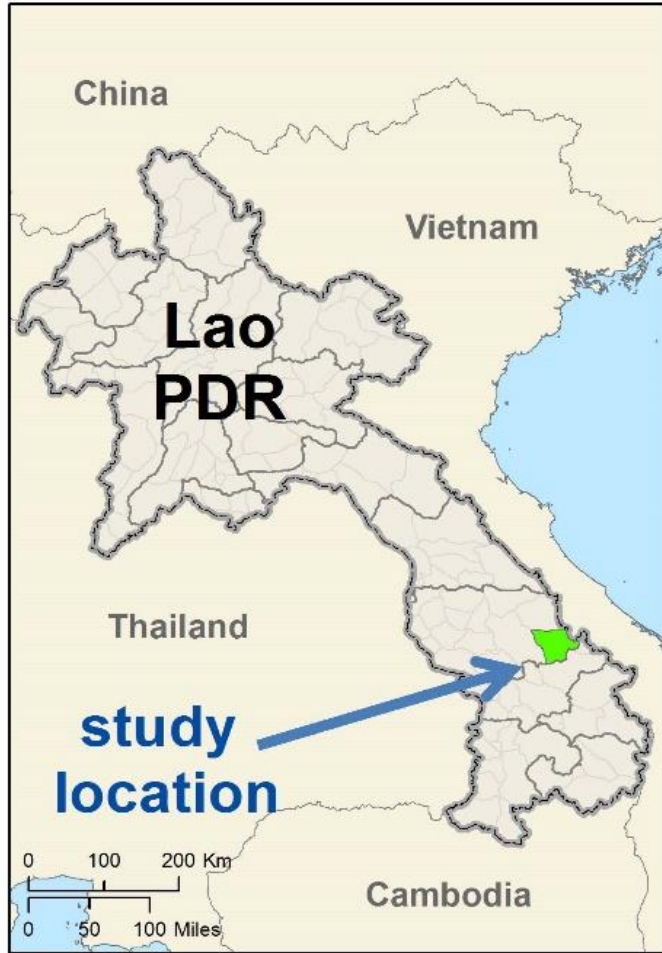 China
Vietnam
Lao
PDR
Thailand
study
location
0 100 200 Km
0 50 100 Miles
Cambodia